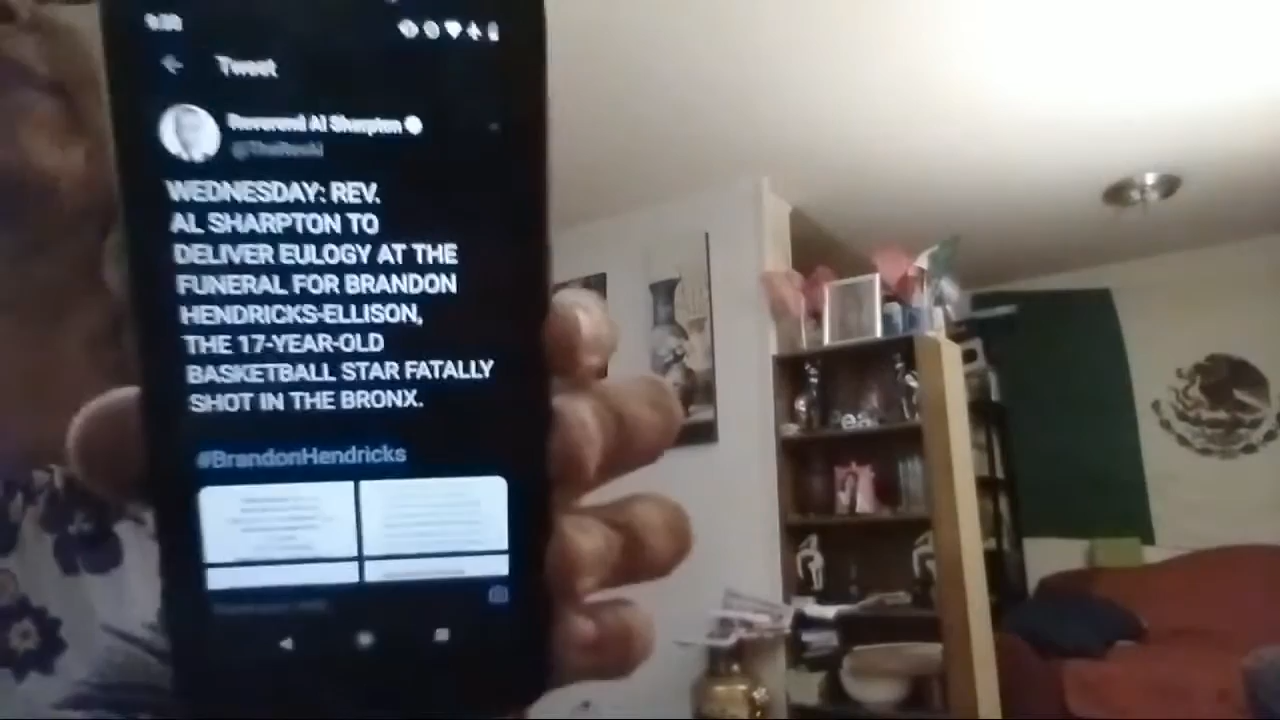 Tweet
Reverend Al Sharpton
WEDNESDAY: REV.
AL SHARPTON TO
DELIVER EULOGY AT THE
FUNERAL FOR BRANDON
HENDRICKS-ELLISON,
THE 17-YEAR-OLD
BASKETBALL STAR FATALLY
SHOT IN THE BRONX.
#BrandonHendricks